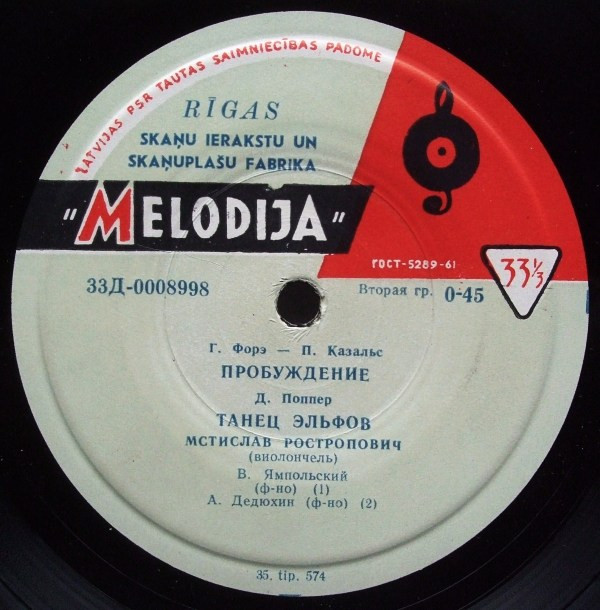 LATVIJAS PSR TAUTAS SAIMNIECĪBAS PADOME
RĪGAS
SKAŅU IERAKSTU UN
SKAŅUPLAŠU FABRIKA
"MELODIJA"
ГОСТ-5289-61
33⅓
33Д-0008998
Вторая гр. 0-45
Г. Форэ — П. Казальс
ПРОБУЖДЕНИЕ
Д. Поппер
ТАНЕЦ ЭЛЬФОВ
МСТИСЛАВ РОСТРОПОВИЧ
(виолончель)
В. Ямпольский
(ф-но) (1)
А. Дедюхин (ф-но) (2)
35. tip. 574